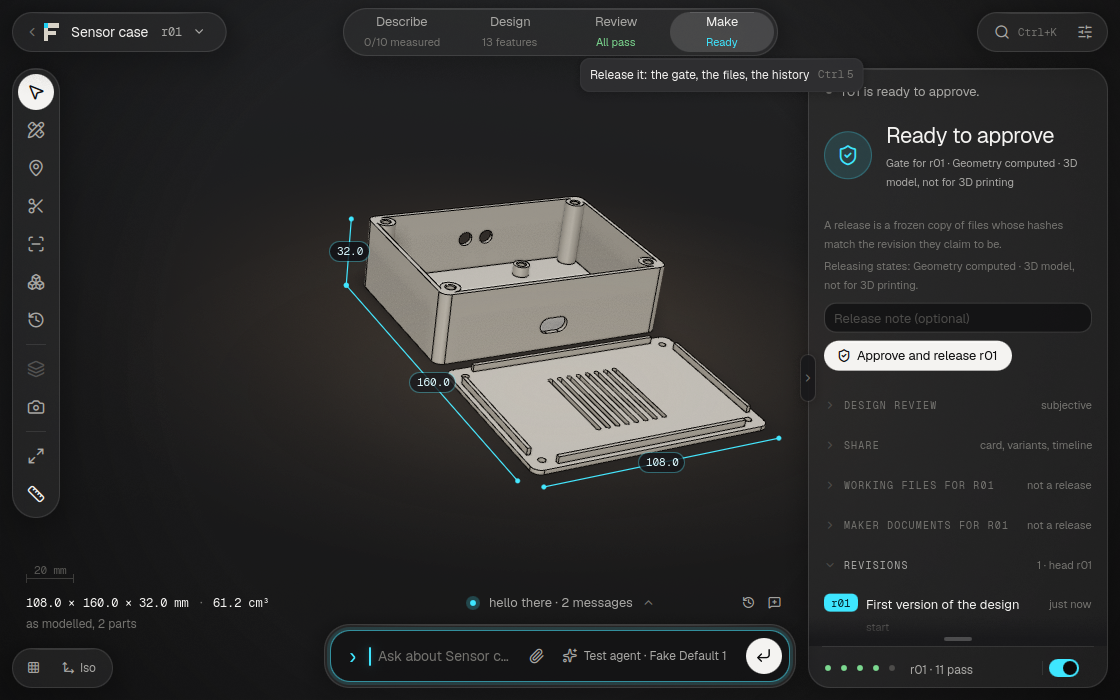 Sensor case r01
Describe
0/10 measured
Design
13 features
Review
All pass
Make
Ready
Ctrl+K
Release it: the gate, the files, the history Ctrl 5
r01 is ready to approve.
Ready to approve
Gate for r01 · Geometry computed · 3D
model, not for 3D printing
A release is a frozen copy of files whose hashes
match the revision they claim to be.
Releasing states: Geometry computed · 3D model,
not for 3D printing.
Release note (optional)
Approve and release r01
DESIGN REVIEW subjective
SHARE card, variants, timeline
WORKING FILES FOR R01 not a release
MAKER DOCUMENTS FOR R01 not a release
REVISIONS 1 · head r01
r01 First version of the design just now
start
r01 · 11 pass
32.0
160.0
108.0
20 mm
108.0 × 160.0 × 32.0 mm · 61.2 cm³
as modelled, 2 parts
Iso
hello there · 2 messages
Ask about Sensor c…
Test agent · Fake Default 1